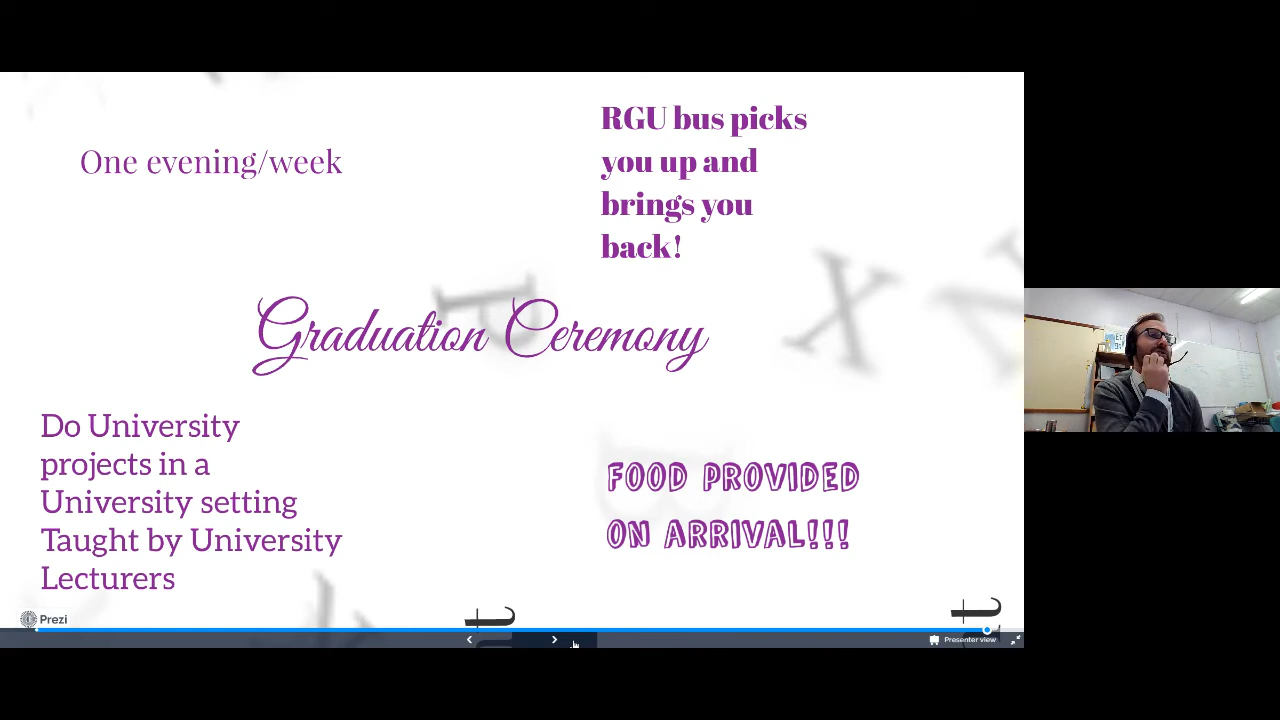 One evening/week
RGU bus picks
you up and
brings you
back!
Graduation Ceremony
Do University
projects in a
University setting
Taught by University
Lecturers
FOOD PROVIDED
ON ARRIVAL!!!
Prezi
Presenter view